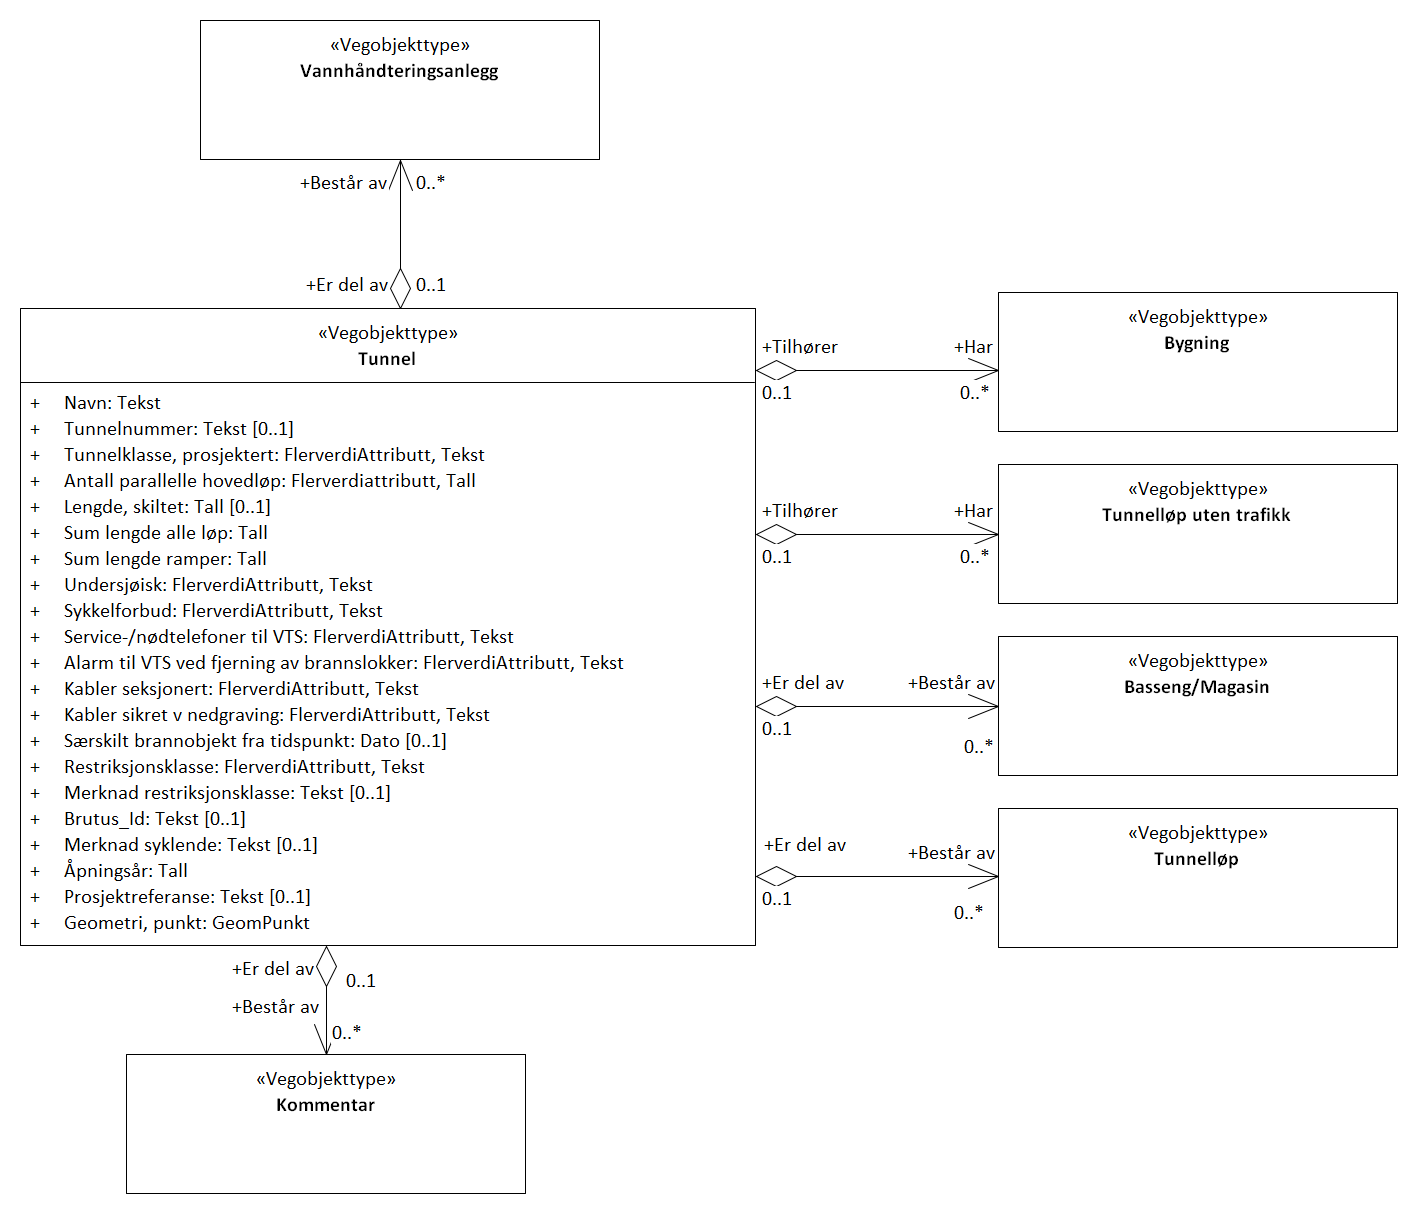 «Vegobjekttype»
Vannhåndteringsanlegg
+Består av
0..*
+Er del av
0..1
«Vegobjekttype»
Tunnel
+ Navn: Tekst
+ Tunnelnummer: Tekst [0..1]
+ Tunnelklasse, prosjektert: FlerverdiAttributt, Tekst
+ Antall parallelle hovedløp: Flerverdiattributt, Tall
+ Lengde, skiltet: Tall [0..1]
+ Sum lengde alle løp: Tall
+ Sum lengde ramper: Tall
+ Undersjøisk: FlerverdiAttributt, Tekst
+ Sykkelforbud: FlerverdiAttributt, Tekst
+ Service-/nødtelefoner til VTS: FlerverdiAttributt, Tekst
+ Alarm til VTS ved fjerning av brannslokker: FlerverdiAttributt, Tekst
+ Kabler seksjonert: FlerverdiAttributt, Tekst
+ Kabler sikret v nedgraving: FlerverdiAttributt, Tekst
+ Særskilt brannobjekt fra tidspunkt: Dato [0..1]
+ Restriksjonsklasse: FlerverdiAttributt, Tekst
+ Merknad restriksjonsklasse: Tekst [0..1]
+ Brutus_Id: Tekst [0..1]
+ Merknad syklende: Tekst [0..1]
+ Åpningsår: Tall
+ Prosjektreferanse: Tekst [0..1]
+ Geometri, punkt: GeomPunkt
+Tilhører
+Har
0..1
0..*
«Vegobjekttype»
Bygning
+Tilhører
+Har
0..1
0..*
«Vegobjekttype»
Tunnelløp uten trafikk
+Er del av
+Består av
0..1
0..*
«Vegobjekttype»
Basseng/Magasin
+Er del av
+Består av
0..1
0..*
«Vegobjekttype»
Tunnelløp
+Er del av
0..1
+Består av
0..*
«Vegobjekttype»
Kommentar